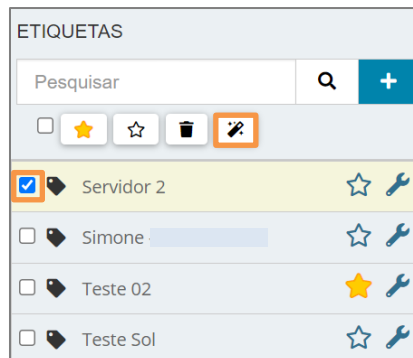 ETIQUETAS
Pesquisar
Servidor 2
Simone
Teste 02
Teste Sol